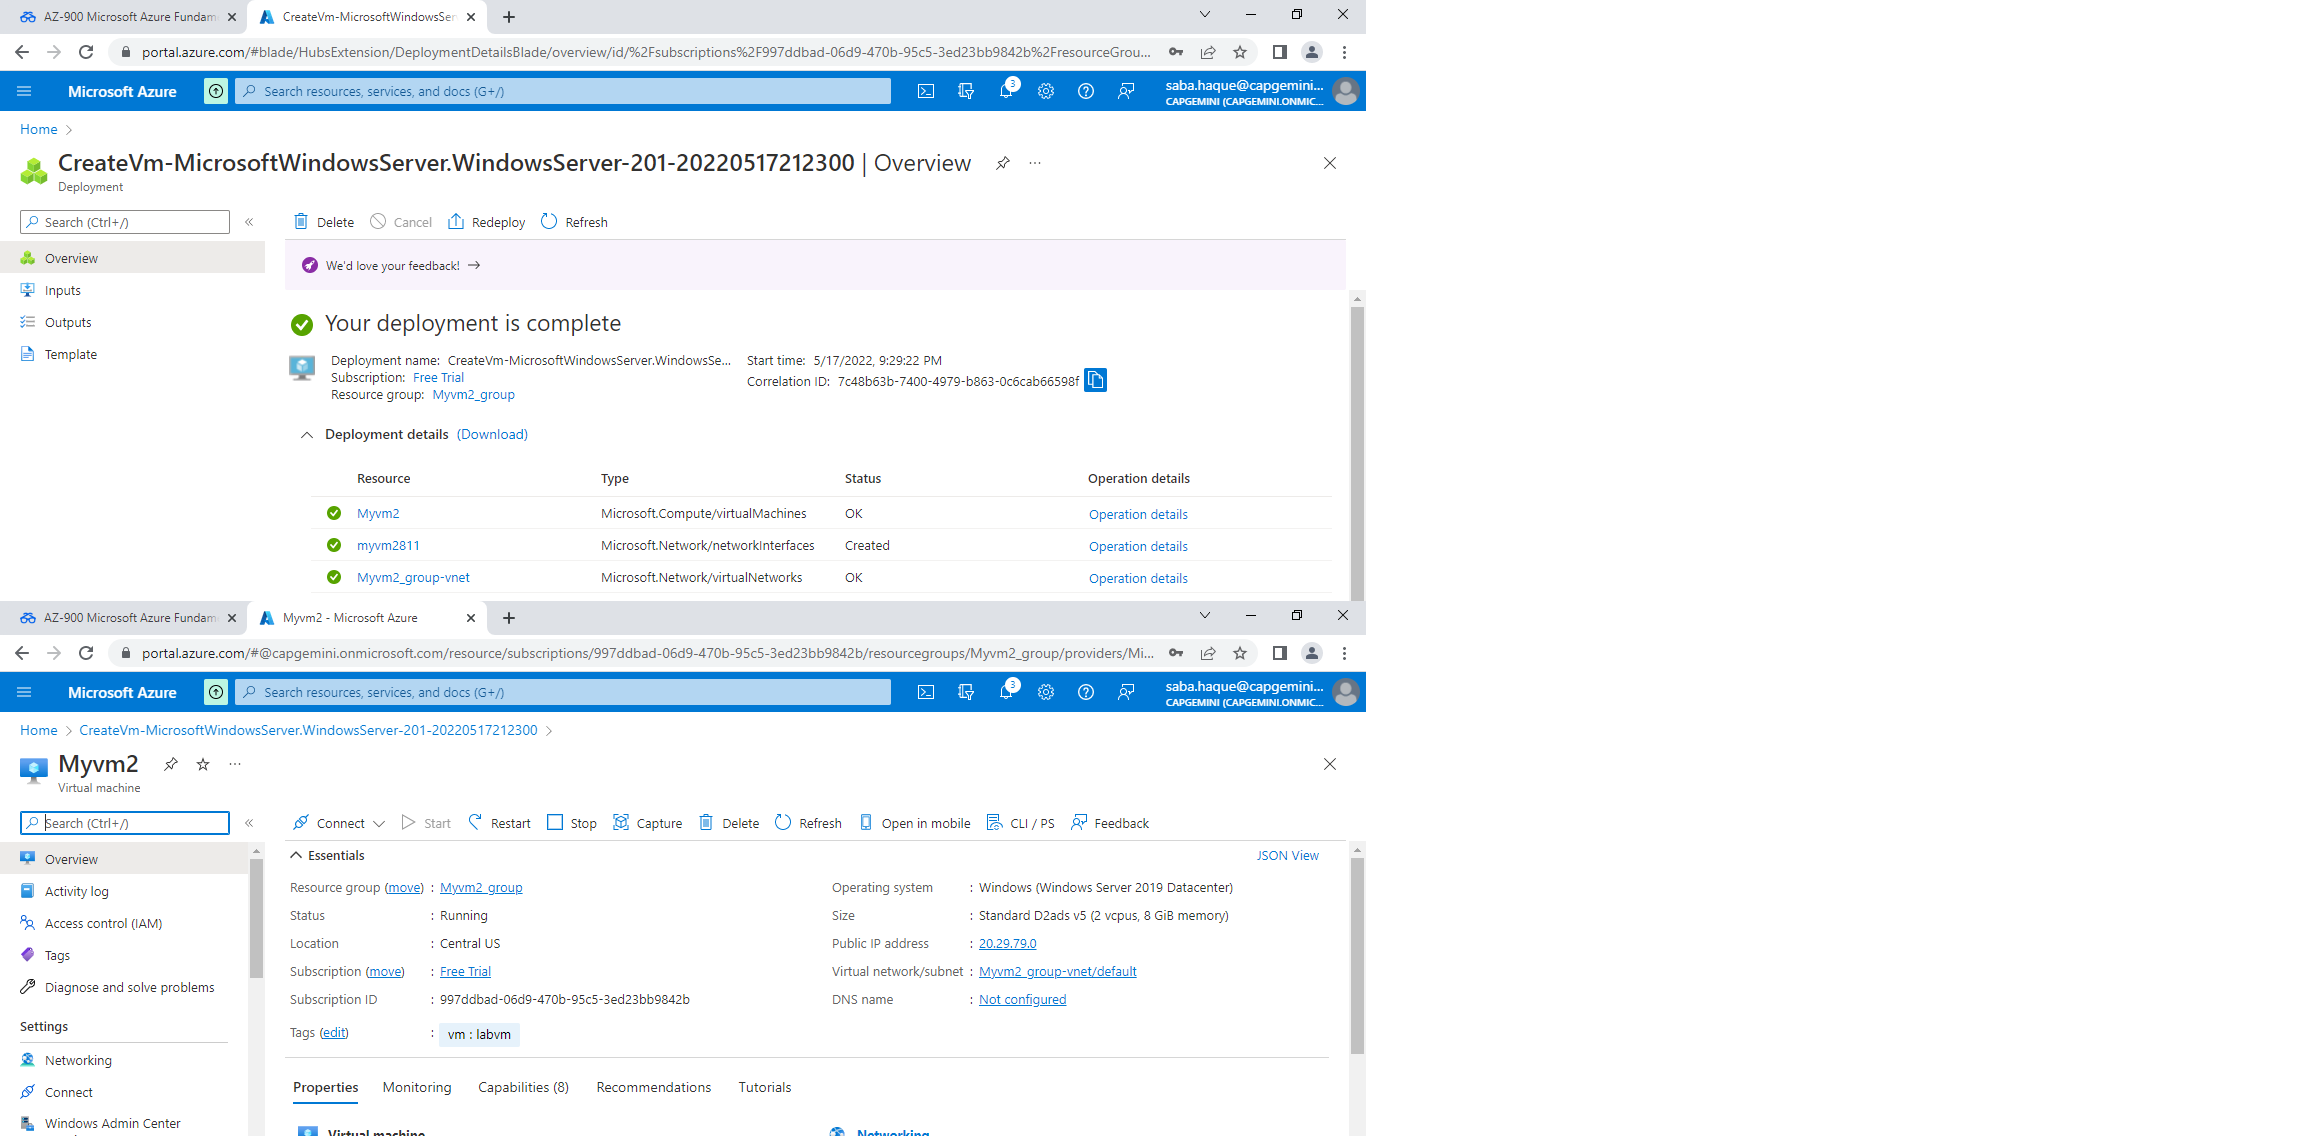 AZ-900 Microsoft Azure Fundam
CreateVm-MicrosoftWindowsSer
portal.azure.com/#blade/HubsExtension/DeploymentDetailsBlade/overview/id/%2Fsubscriptions%2F997ddbad-06d9-470b-95c5-3ed23bb9842b%2FresourceGrou...
Microsoft Azure
Search resources, services, and docs (G+/)
3
saba.haque@capgemini...
CAPGEMINI (CAPGEMINI.ONMIC...
Home
CreateVm-MicrosoftWindowsServer.WindowsServer-201-20220517212300 | Overview
Deployment
Search (Ctrl+/)
Delete Cancel Redeploy Refresh
Overview
We'd love your feedback!
Inputs
Outputs
Template
Your deployment is complete
Deployment name: CreateVm-MicrosoftWindowsServer.WindowsSe... Start time: 5/17/2022, 9:29:22 PM
Subscription: Free Trial Correlation ID: 7c48b63b-7400-4979-b863-0c6cab66598f
Resource group: Myvm2_group
Deployment details (Download)
Resource Type Status Operation details
Myvm2 Microsoft.Compute/virtualMachines OK Operation details
myvm2811 Microsoft.Network/networkInterfaces Created Operation details
Myvm2_group-vnet Microsoft.Network/virtualNetworks OK Operation details
AZ-900 Microsoft Azure Fundam
Myvm2 - Microsoft Azure
portal.azure.com/#@capgemini.onmicrosoft.com/resource/subscriptions/997ddbad-06d9-470b-95c5-3ed23bb9842b/resourcegroups/Myvm2_group/providers/Mi...
Microsoft Azure
Search resources, services, and docs (G+/)
3
saba.haque@capgemini...
CAPGEMINI (CAPGEMINI.ONMIC...
Home CreateVm-MicrosoftWindowsServer.WindowsServer-201-20220517212300
Myvm2
Virtual machine
Search (Ctrl+/)
Connect Start Restart Stop Capture Delete Refresh Open in mobile CLI / PS Feedback
Overview
Activity log
Access control (IAM)
Tags
Diagnose and solve problems
Settings
Networking
Connect
Windows Admin Center
Essentials JSON View
Resource group (move) : Myvm2_group
Status : Running
Location : Central US
Subscription (move) : Free Trial
Subscription ID : 997ddbad-06d9-470b-95c5-3ed23bb9842b
Tags (edit) : vm : labvm
Operating system : Windows (Windows Server 2019 Datacenter)
Size : Standard D2ads v5 (2 vcpus, 8 GiB memory)
Public IP address : 20.29.79.0
Virtual network/subnet : Myvm2_group-vnet/default
DNS name : Not configured
Properties Monitoring Capabilities (8) Recommendations Tutorials
Virtual machine Networking